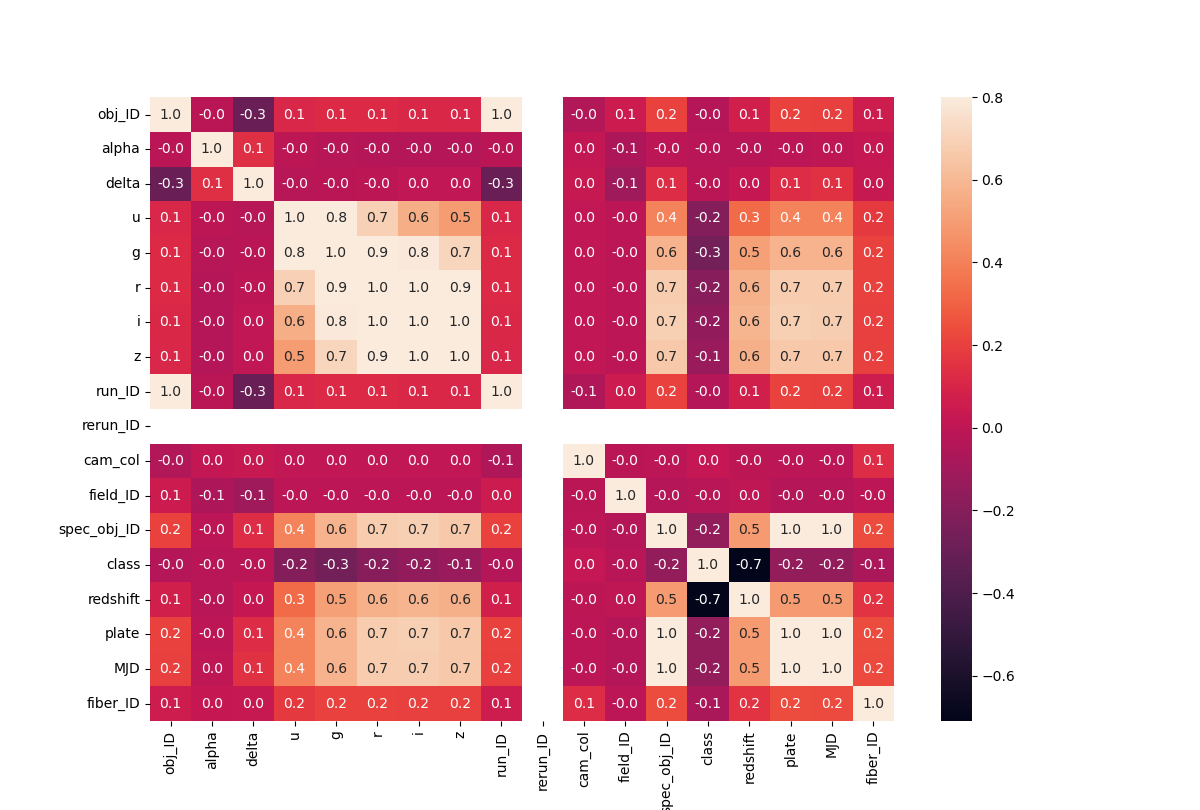 obj_ID 1.0 -0.0 -0.3 0.1 0.1 0.1 0.1 0.1 1.0 -0.0 0.1 0.2 -0.0 0.1 0.2 0.2 0.1
alpha -0.0 1.0 0.1 -0.0 -0.0 -0.0 -0.0 -0.0 -0.0 0.0 -0.1 -0.0 -0.0 -0.0 -0.0 0.0 0.0
delta -0.3 0.1 1.0 -0.0 -0.0 -0.0 0.0 0.0 -0.3 0.0 -0.1 0.1 -0.0 0.0 0.1 0.1 0.0
u 0.1 -0.0 -0.0 1.0 0.8 0.7 0.6 0.5 0.1 0.0 -0.0 0.4 -0.2 0.3 0.4 0.4 0.2
g 0.1 -0.0 -0.0 0.8 1.0 0.9 0.8 0.7 0.1 0.0 -0.0 0.6 -0.3 0.5 0.6 0.6 0.2
r 0.1 -0.0 -0.0 0.7 0.9 1.0 1.0 0.9 0.1 0.0 -0.0 0.7 -0.2 0.6 0.7 0.7 0.2
i 0.1 -0.0 0.0 0.6 0.8 1.0 1.0 1.0 0.1 0.0 -0.0 0.7 -0.2 0.6 0.7 0.7 0.2
z 0.1 -0.0 0.0 0.5 0.7 0.9 1.0 1.0 0.1 0.0 -0.0 0.7 -0.1 0.6 0.7 0.7 0.2
run_ID 1.0 -0.0 -0.3 0.1 0.1 0.1 0.1 0.1 1.0 -0.1 0.0 0.2 -0.0 0.1 0.2 0.2 0.1
rerun_ID
cam_col -0.0 0.0 0.0 0.0 0.0 0.0 0.0 0.0 -0.1 1.0 -0.0 -0.0 0.0 -0.0 -0.0 -0.0 0.1
field_ID 0.1 -0.1 -0.1 -0.0 -0.0 -0.0 -0.0 -0.0 0.0 -0.0 1.0 -0.0 -0.0 0.0 -0.0 -0.0 -0.0
spec_obj_ID 0.2 -0.0 0.1 0.4 0.6 0.7 0.7 0.7 0.2 -0.0 -0.0 1.0 -0.2 0.5 1.0 1.0 0.2
class -0.0 -0.0 -0.0 -0.2 -0.3 -0.2 -0.2 -0.1 -0.0 0.0 -0.0 -0.2 1.0 -0.7 -0.2 -0.2 -0.1
redshift 0.1 -0.0 0.0 0.3 0.5 0.6 0.6 0.6 0.1 -0.0 0.0 0.5 -0.7 1.0 0.5 0.5 0.2
plate 0.2 -0.0 0.1 0.4 0.6 0.7 0.7 0.7 0.2 -0.0 -0.0 1.0 -0.2 0.5 1.0 1.0 0.2
MJD 0.2 0.0 0.1 0.4 0.6 0.7 0.7 0.7 0.2 -0.0 -0.0 1.0 -0.2 0.5 1.0 1.0 0.2
fiber_ID 0.1 0.0 0.0 0.2 0.2 0.2 0.2 0.2 0.1 0.1 -0.0 0.2 -0.1 0.2 0.2 0.2 1.0
obj_ID alpha delta u g r i z run_ID rerun_ID cam_col field_ID pec_obj_ID class redshift plate MJD fiber_ID
0.8
0.6
0.4
0.2
0.0
−0.2
−0.4
−0.6